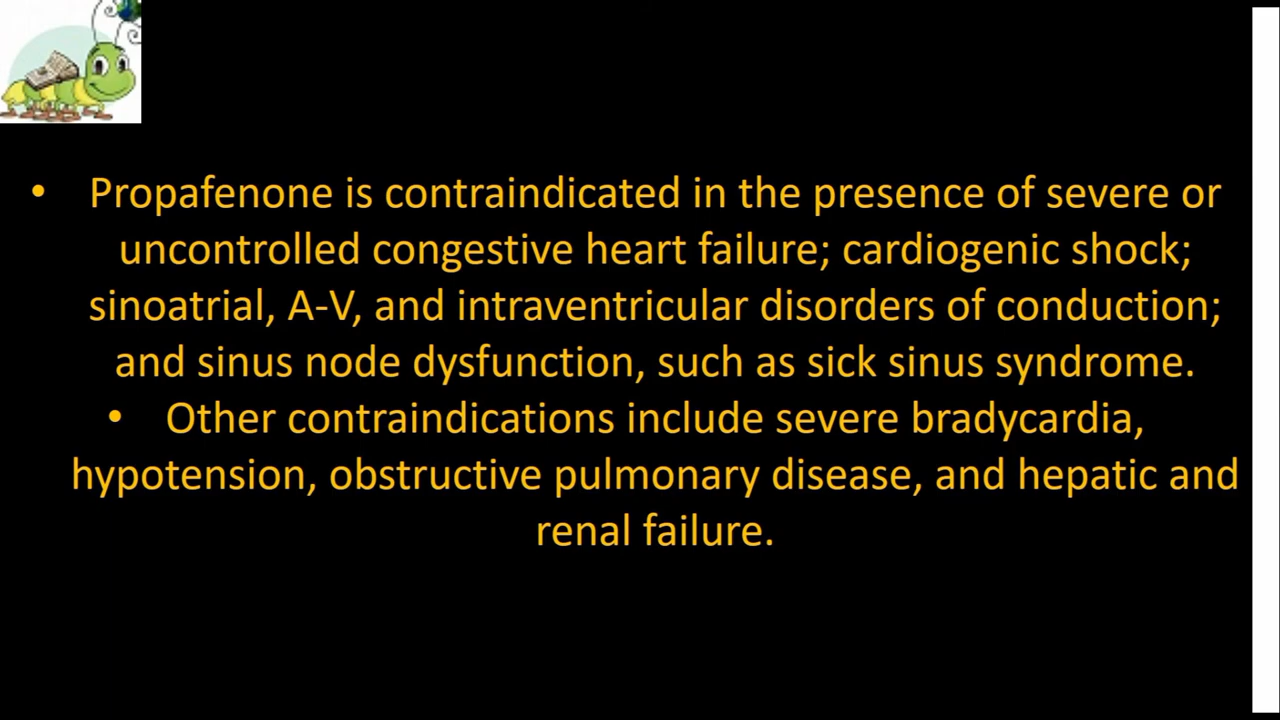 • Propafenone is contraindicated in the presence of severe or
uncontrolled congestive heart failure; cardiogenic shock;
sinoatrial, A-V, and intraventricular disorders of conduction;
and sinus node dysfunction, such as sick sinus syndrome.
• Other contraindications include severe bradycardia,
hypotension, obstructive pulmonary disease, and hepatic and
renal failure.